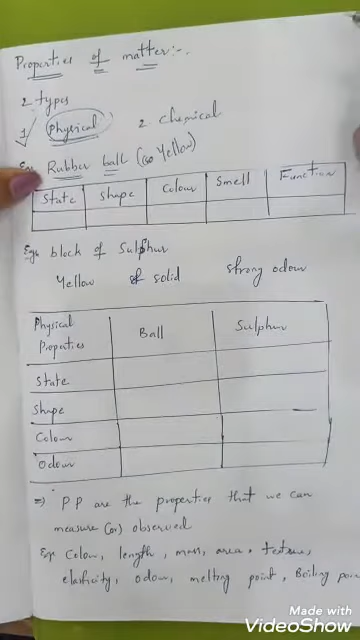 Properties of matter:-.
2 types
1 Physical 2 chemical
Eg: Rubber ball (Yellow)
State Shape Colour Smell Function
Eg: block of Sulphur
Yellow solid strong odour
Physical Properties Ball Sulphur
State
Shape
Colour
Odour
=) PP are the properties that we can
measure (or) observed
Eg: Colour, length, mass, area, texture,
elasticity, odour, melting point, Boiling poin
Made with
VideoShow